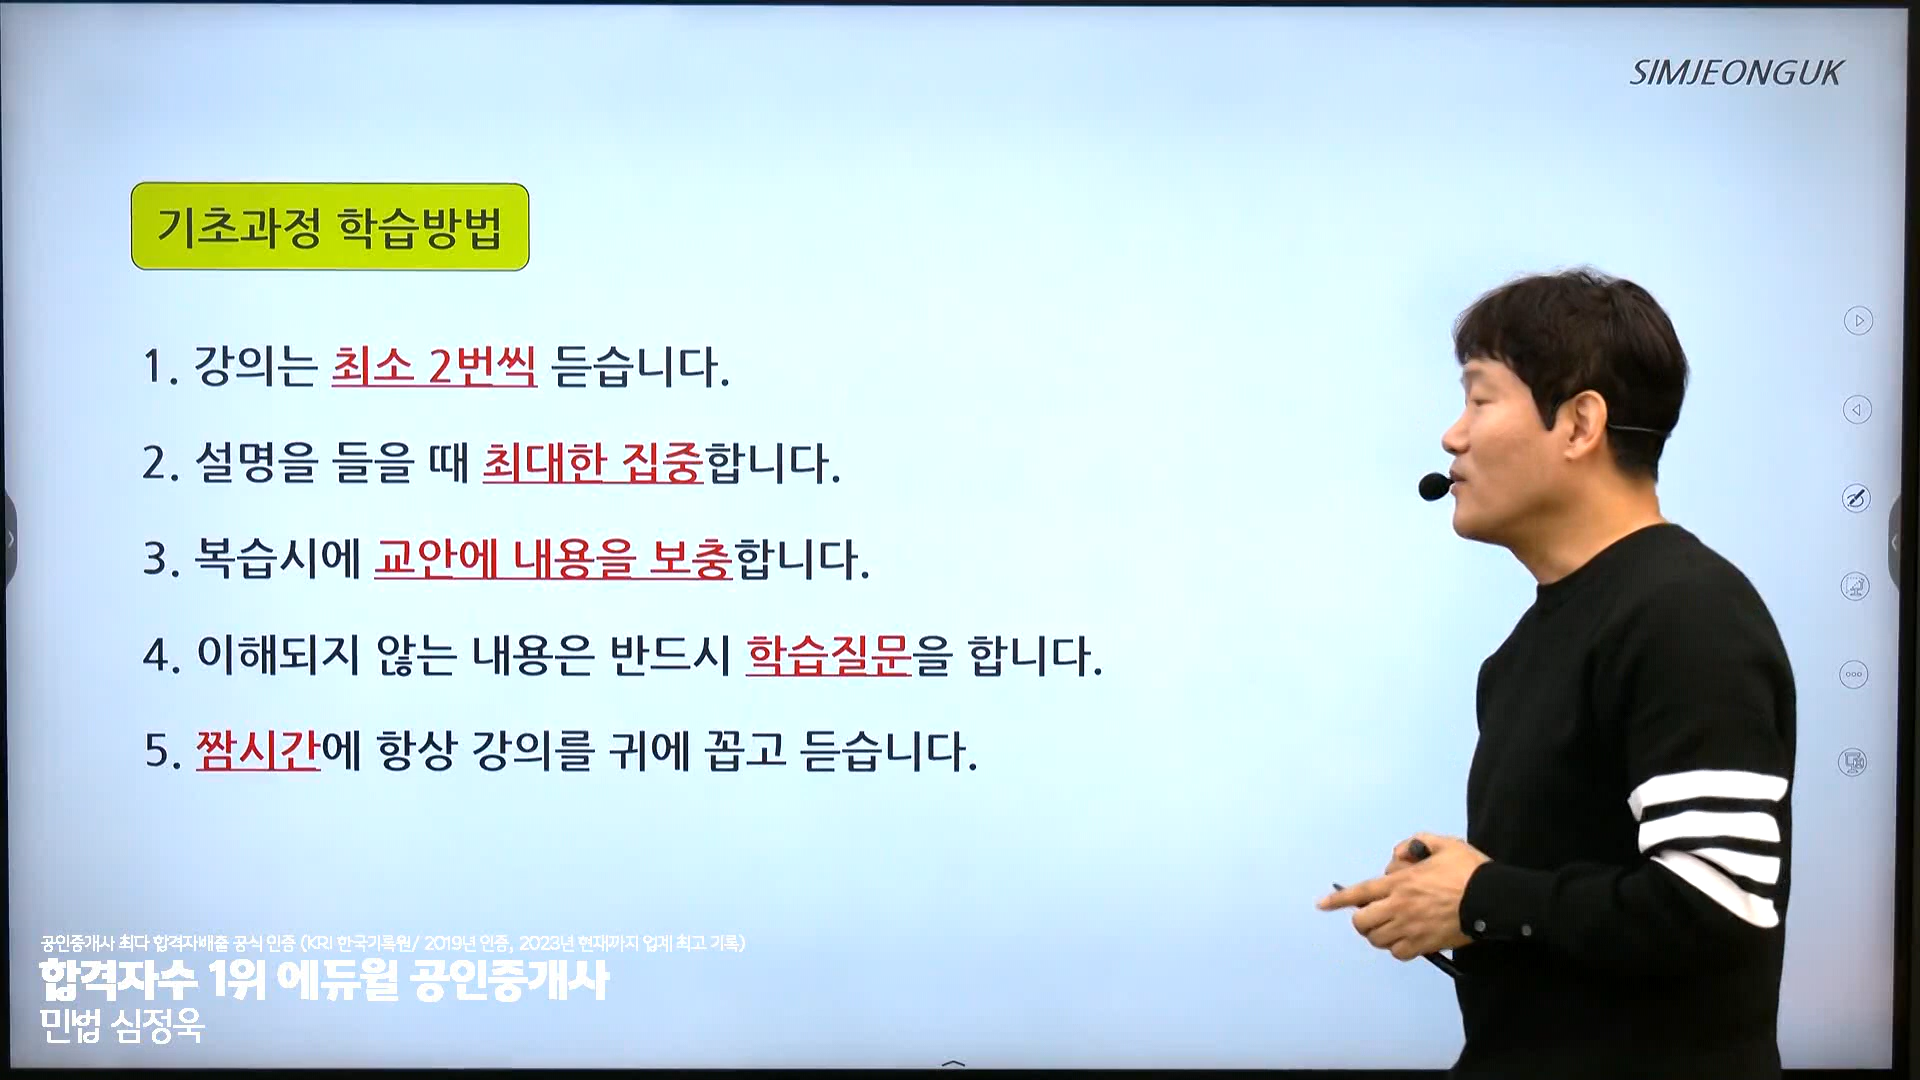 SIMJEONGUK
기초과정 학습방법
1. 강의는 최소 2번씩 듣습니다.
2. 설명을 들을 때 최대한 집중합니다.
3. 복습시에 교안에 내용을 보충합니다.
4. 이해되지 않는 내용은 반드시 학습질문을 합니다.
5. 짬시간에 항상 강의를 귀에 꼽고 듣습니다.
공인중개사 최다 합격자배출 공식 인증 (KRI 한국기록원/ 2019년 인증, 2023년 현재까지 업계 최고 기록)
합격자수 1위 에듀윌 공인중개사
민법 심정욱